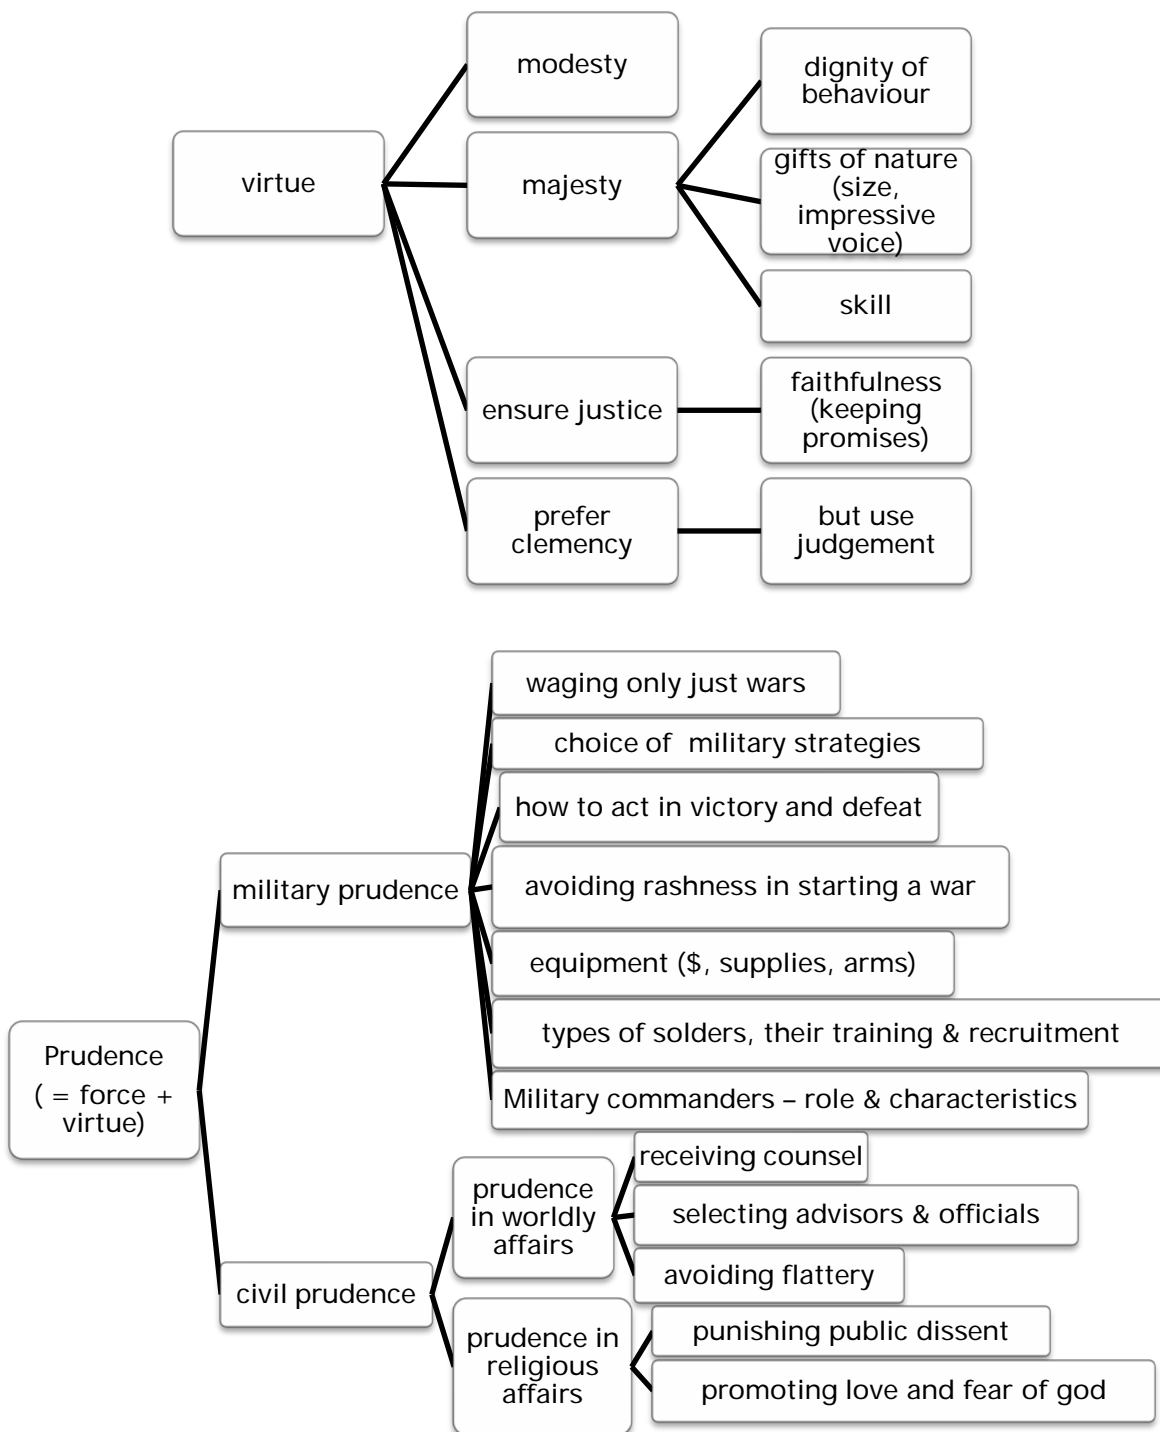 modesty
dignity of
behaviour
virtue
majesty
gifts of nature
(size,
impressive
voice)
skill
ensure justice
faithfulness
(keeping
promises)
prefer
clemency
but use
judgement
waging only just wars
choice of military strategies
how to act in victory and defeat
military prudence
avoiding rashness in starting a war
equipment ($, supplies, arms)
types of solders, their training & recruitment
Prudence
( = force +
virtue)
Military commanders – role & characteristics
prudence
in worldly
affairs
receiving counsel
selecting advisors & officials
avoiding flattery
civil prudence
prudence in
religious
affairs
punishing public dissent
promoting love and fear of god